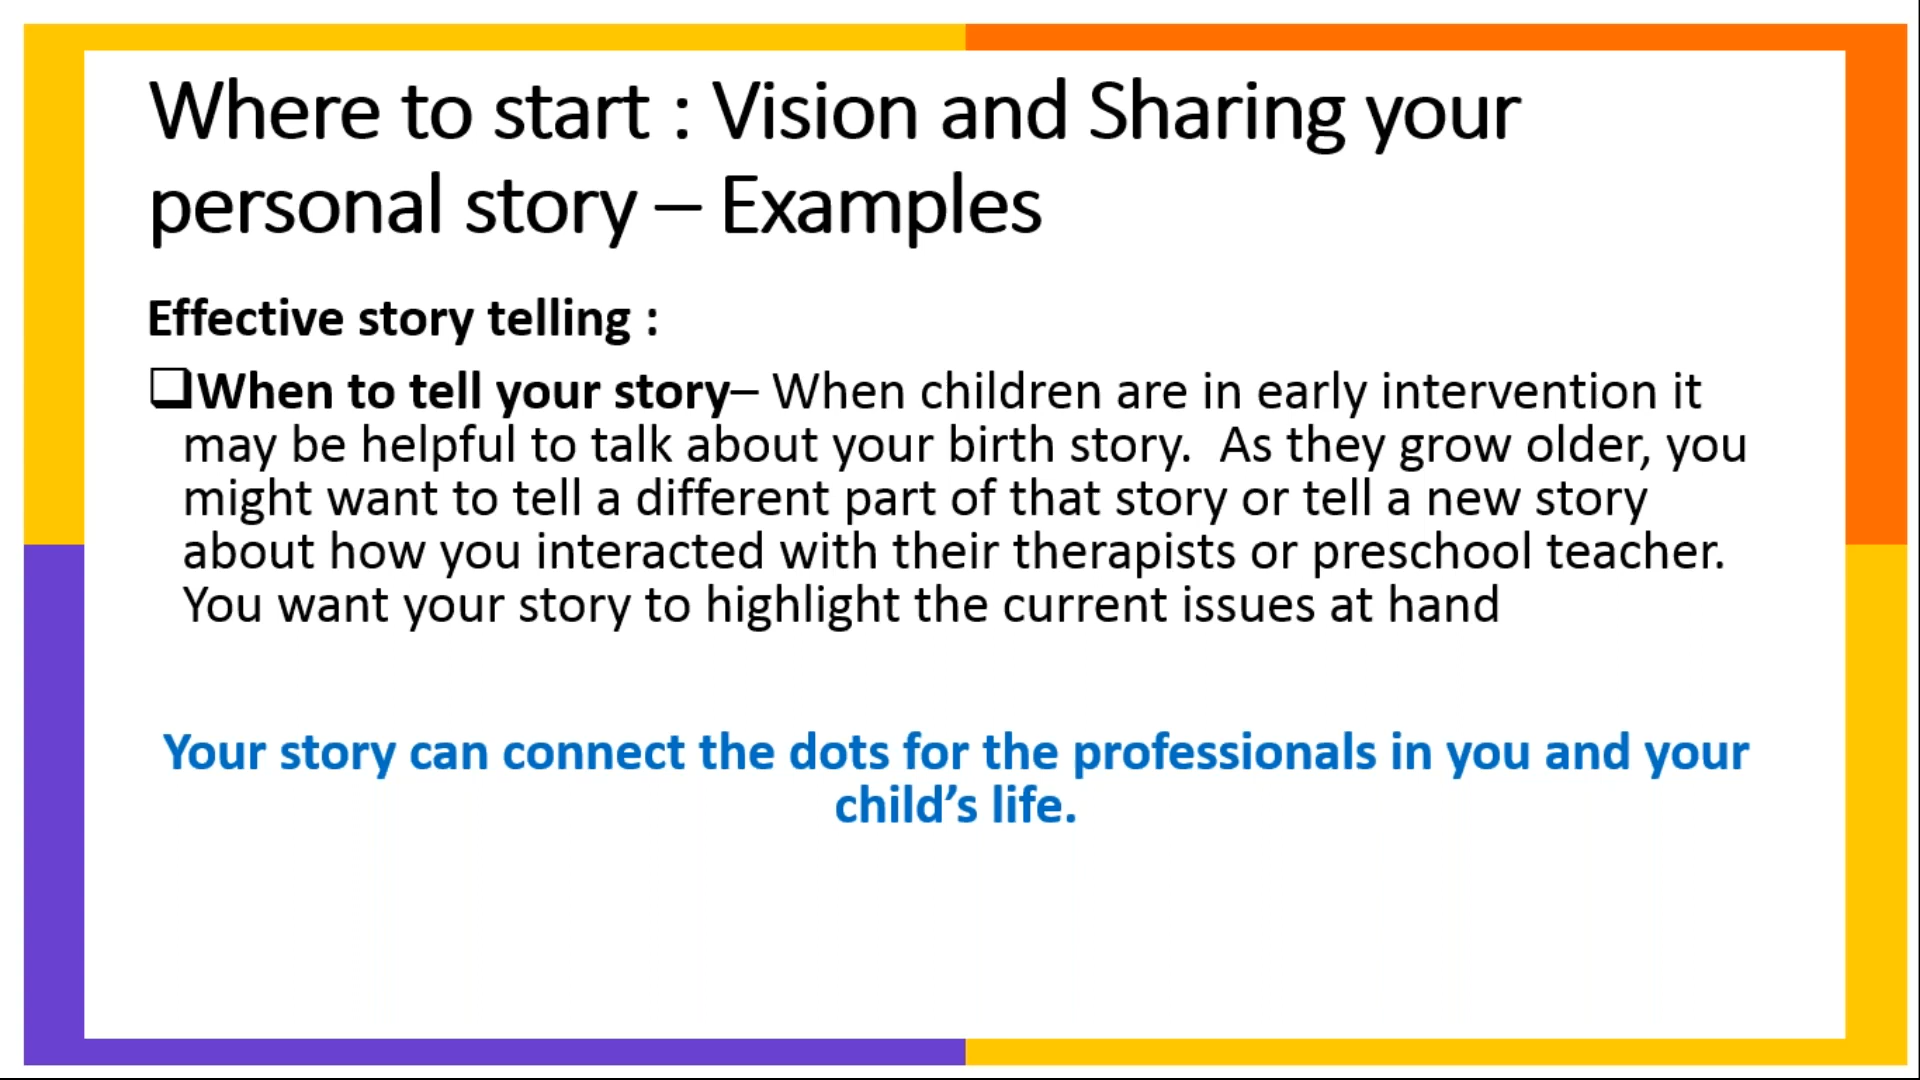 Where to start : Vision and Sharing your
personal story – Examples
Effective story telling :
❑When to tell your story– When children are in early intervention it
may be helpful to talk about your birth story.  As they grow older, you
might want to tell a different part of that story or tell a new story
about how you interacted with their therapists or preschool teacher.
You want your story to highlight the current issues at hand
Your story can connect the dots for the professionals in you and your
child’s life.